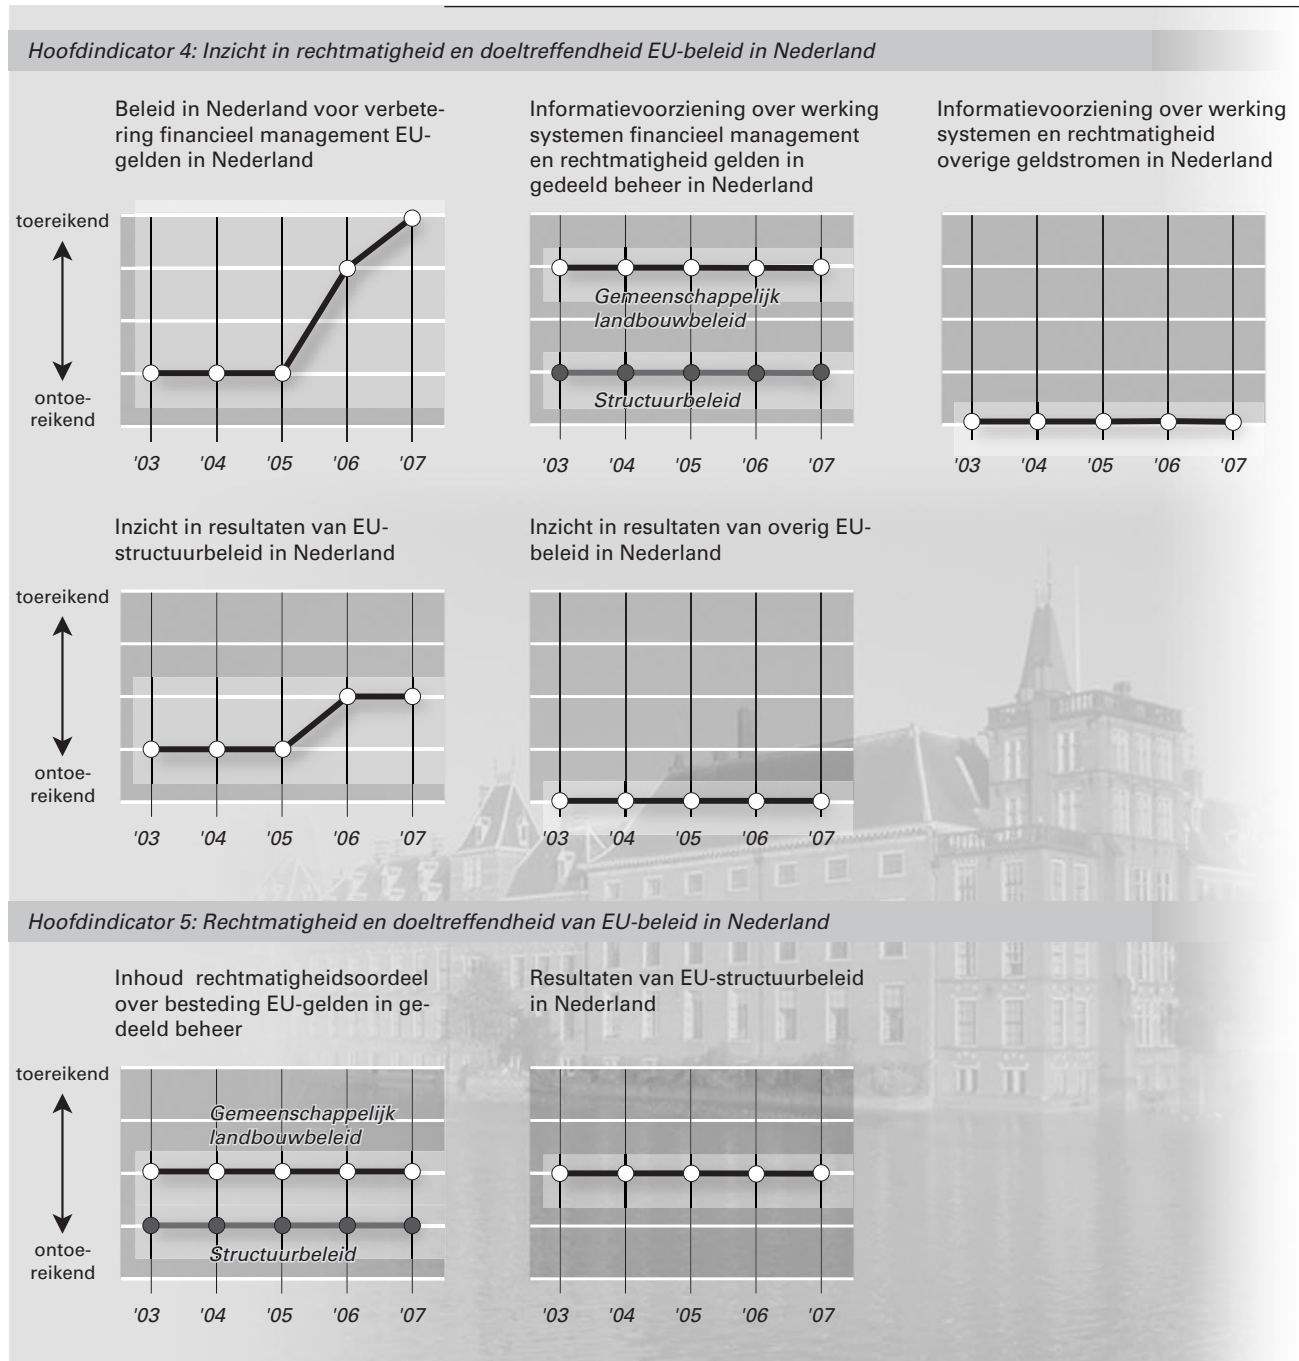 Hoofdindicator 4: Inzicht in rechtmatigheid en doeltreffendheid EU-beleid in Nederland
Beleid in Nederland voor verbete-
ring financieel management EU-
gelden in Nederland
toereikend
ontoe-
reikend
'03 '04 '05 '06 '07
Informatievoorziening over werking
systemen financieel management
en rechtmatigheid gelden in
gedeeld beheer in Nederland
Gemeenschappelijk
landbouwbeleid
Structuurbeleid
'03 '04 '05 '06 '07
Informatievoorziening over werking
systemen en rechtmatigheid
overige geldstromen in Nederland
'03 '04 '05 '06 '07
Inzicht in resultaten van EU-
structuurbeleid in Nederland
toereikend
ontoe-
reikend
'03 '04 '05 '06 '07
Inzicht in resultaten van overig EU-
beleid in Nederland
'03 '04 '05 '06 '07
Hoofdindicator 5: Rechtmatigheid en doeltreffendheid van EU-beleid in Nederland
Inhoud rechtmatigheidsoordeel
over besteding EU-gelden in ge-
deeld beheer
toereikend
ontoe-
reikend
Gemeenschappelijk
landbouwbeleid
Structuurbeleid
'03 '04 '05 '06 '07
Resultaten van EU-structuurbeleid
in Nederland
'03 '04 '05 '06 '07